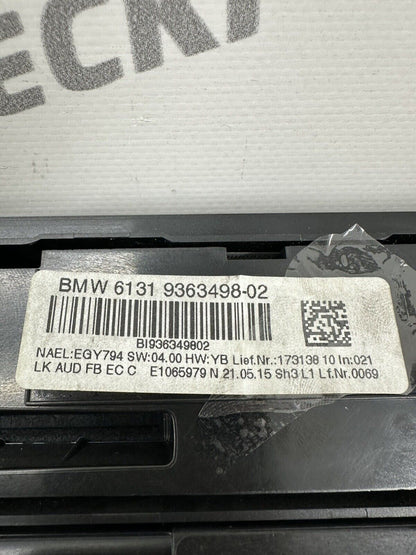 ECKA
BMW 6131 9363498-02
BI936349802
NAEL:EGY794 SW:04.00 HW:YB Lief.Nr.:173138 10 In:021
LK AUD FB EC C E1065979 N 21.05.15 Sh3 L1 Lf.Nr.0069